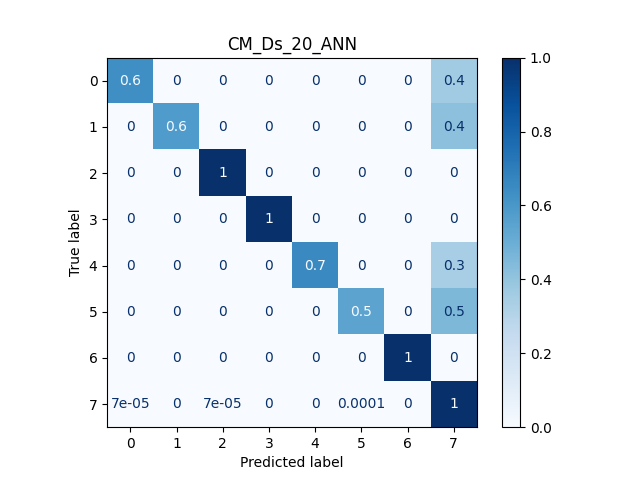 CM_Ds_20_ANN
0 0.6 0 0 0 0 0 0 0.4
1 0 0.6 0 0 0 0 0 0.4
2 0 0 1 0 0 0 0 0
3 0 0 0 1 0 0 0 0
4 0 0 0 0 0.7 0 0 0.3
5 0 0 0 0 0 0.5 0 0.5
6 0 0 0 0 0 0 1 0
7 7e-05 0 7e-05 0 0 0.0001 0 1
0 1 2 3 4 5 6 7
Predicted label
True label
1.0
0.8
0.6
0.4
0.2
0.0